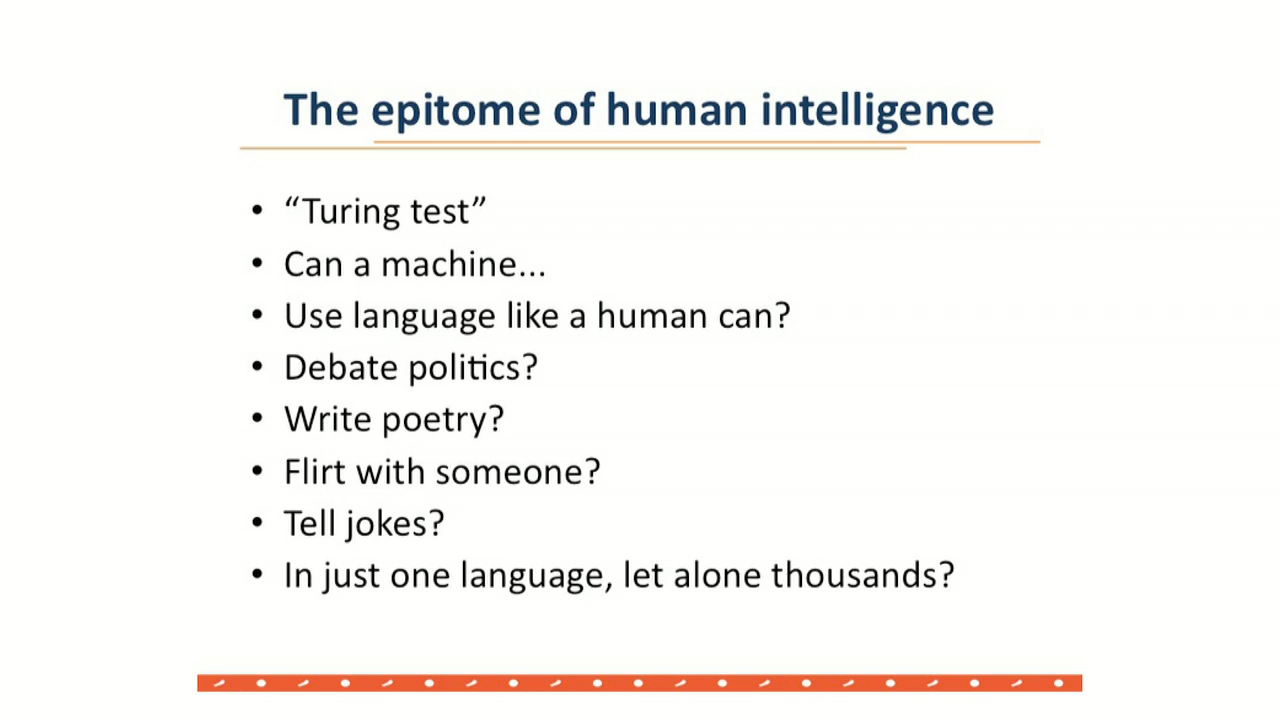 The epitome of human intelligence
• “Turing test”
• Can a machine...
• Use language like a human can?
• Debate politics?
• Write poetry?
• Flirt with someone?
• Tell jokes?
• In just one language, let alone thousands?